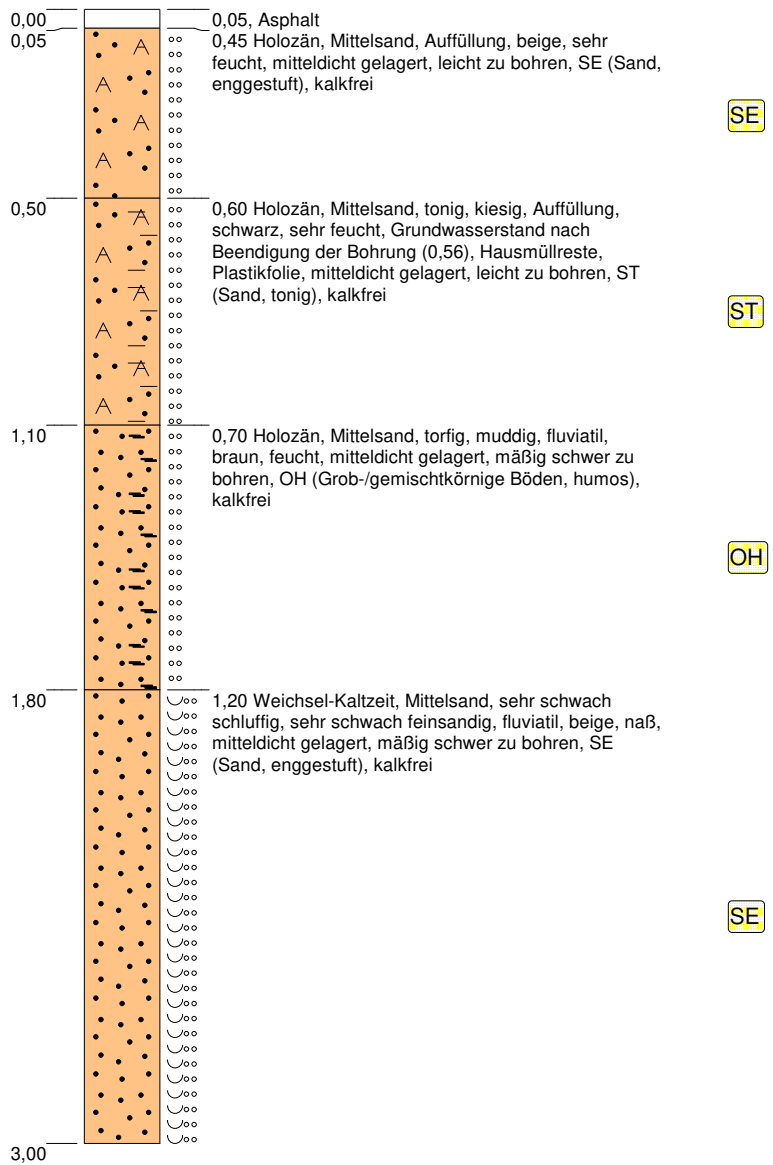 0,00
0,05, Asphalt
0,05
0,45 Holozän, Mittelsand, Auffüllung, beige, sehr
feucht, mitteldicht gelagert, leicht zu bohren, SE (Sand,
enggestuft), kalkfrei
SE
0,50
0,60 Holozän, Mittelsand, tonig, kiesig, Auffüllung,
schwarz, sehr feucht, Grundwasserstand nach
Beendigung der Bohrung (0,56), Hausmüllreste,
Plastikfolie, mitteldicht gelagert, leicht zu bohren, ST
(Sand, tonig), kalkfrei
ST
1,10
0,70 Holozän, Mittelsand, torfig, muddig, fluviatil,
braun, feucht, mitteldicht gelagert, mäßig schwer zu
bohren, OH (Grob-/gemischtkörnige Böden, humos),
kalkfrei
OH
1,80
1,20 Weichsel-Kaltzeit, Mittelsand, sehr schwach
schluffig, sehr schwach feinsandig, fluviatil, beige, naß,
mitteldicht gelagert, mäßig schwer zu bohren, SE
(Sand, enggestuft), kalkfrei
SE
3,00